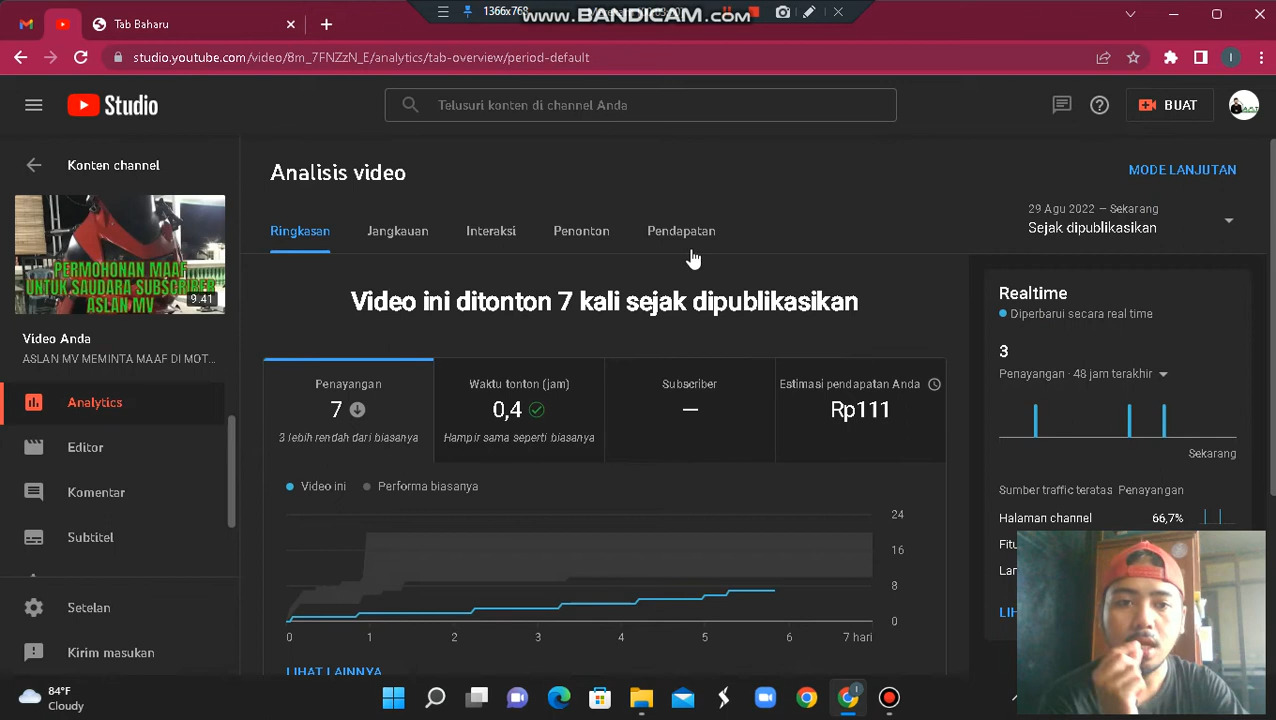 1366x768
www.BANDICAM.com
Tab Baharu
studio.youtube.com/video/8m_7FNZzN_E/analytics/tab-overview/period-default
Studio
Telusuri konten di channel Anda
BUAT
Konten channel
PERMOHONAN MAAF
UNTUK SAUDARA SUBSCRIBER
ASLAN MV
9.41
Video Anda
ASLAN MV MEMINTA MAAF DI MOT...
Analytics
Editor
Komentar
Subtitel
Setelan
Kirim masukan
Analisis video
MODE LANJUTAN
Ringkasan
Jangkauan
Interaksi
Penonton
Pendapatan
29 Agu 2022 – Sekarang
Sejak dipublikasikan
Video ini ditonton 7 kali sejak dipublikasikan
Penayangan
7
3 lebih rendah dari biasanya
Waktu tonton (jam)
0,4
Hampir sama seperti biasanya
Subscriber
—
Estimasi pendapatan Anda
Rp111
Video ini
Performa biasanya
24
16
8
0
0
1
2
3
4
5
6
7 hari
LIHAT LAINNYA
Realtime
Diperbarui secara real time
3
Penayangan · 48 jam terakhir
Sekarang
Sumber traffic teratas
Penayangan
Halaman channel
66,7%
84°F
Cloudy